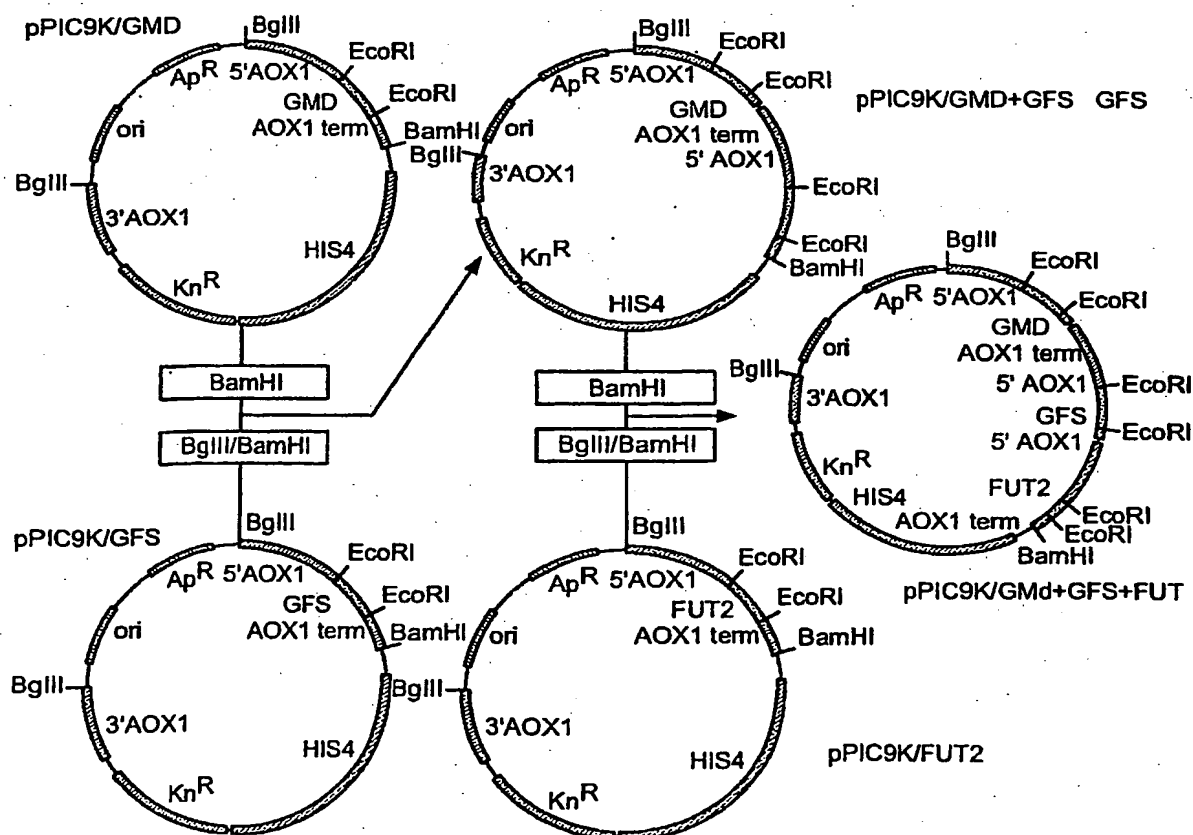 pPIC9K/GMD
BglII
EcoRI
ApR
5'AOX1
GMD
EcoRI
AOX1 term
BamHI
ori
BglII
3'AOX1
HIS4
KnR
BamHI
BglII/BamHI
BglII
EcoRI
ApR
5'AOX1
EcoRI
GMD
AOX1 term
5' AOX1
ori
BglII
3'AOX1
EcoRI
EcoRI
BamHI
KnR
HIS4
pPIC9K/GMD+GFS GFS
BamHI
BglII/BamHI
BglII
EcoRI
ApR
5'AOX1
EcoRI
GMD
AOX1 term
ori
BglII
5' AOX1
EcoRI
3'AOX1
GFS
EcoRI
5' AOX1
KnR
HIS4
FUT2
AOX1 term
EcoRI
EcoRI
BamHI
pPIC9K/GMd+GFS+FUT
pPIC9K/GFS
BglII
EcoRI
ApR
5'AOX1
GFS
EcoRI
AOX1 term
BamHI
ori
BglII
3'AOX1
HIS4
KnR
BglII
EcoRI
ApR
5'AOX1
FUT2
EcoRI
AOX1 term
BamHI
ori
BglII
3'AOX1
HIS4
KnR
pPIC9K/FUT2